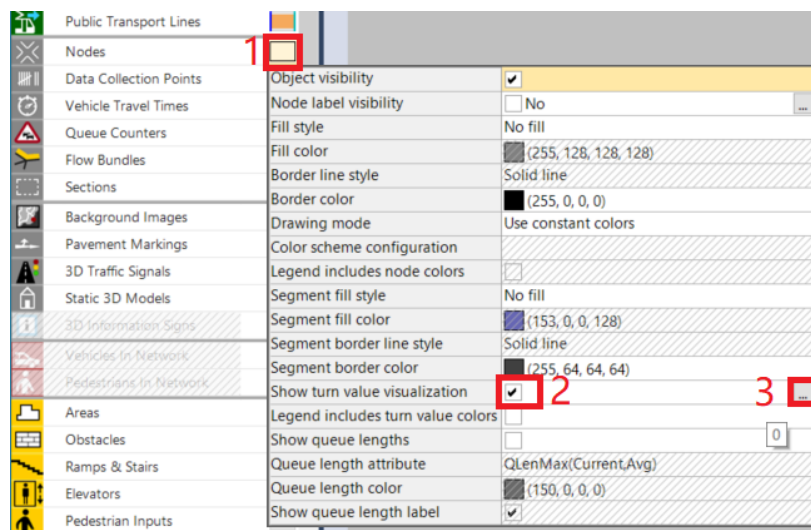 Public Transport Lines
Nodes
1
Data Collection Points
Vehicle Travel Times
Queue Counters
Flow Bundles
Sections
Background Images
Pavement Markings
3D Traffic Signals
Static 3D Models
3D Information Signs
Vehicles In Network
Pedestrians In Network
Areas
Obstacles
Ramps & Stairs
Elevators
Pedestrian Inputs
Object visibility
Node label visibility No ...
Fill style No fill
Fill color (255, 128, 128, 128)
Border line style Solid line
Border color (255, 0, 0, 0)
Drawing mode Use constant colors
Color scheme configuration
Legend includes node colors
Segment fill style No fill
Segment fill color (153, 0, 0, 128)
Segment border line style Solid line
Segment border color (255, 64, 64, 64)
Show turn value visualization 2 3 ...
Legend includes turn value colors
Show queue lengths 0
Queue length attribute QLenMax(Current,Avg)
Queue length color (150, 0, 0, 0)
Show queue length label